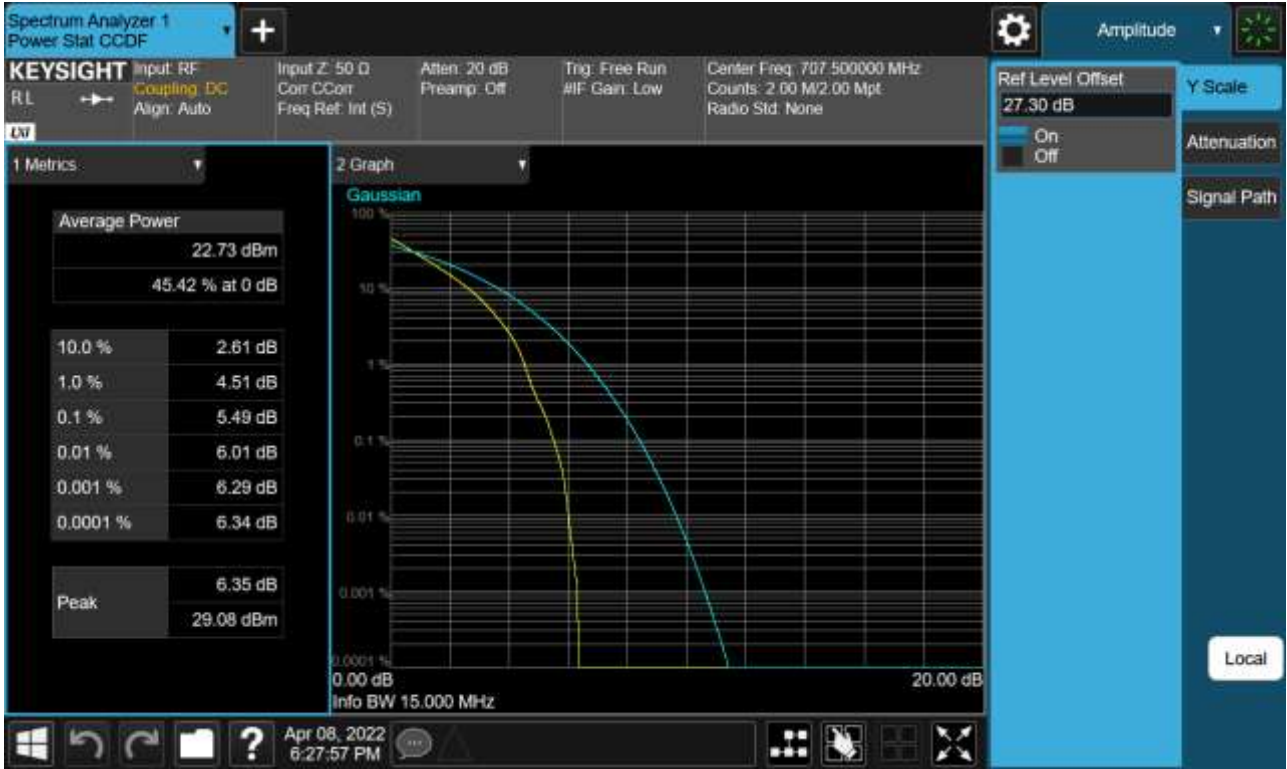 Spectrum Analyzer 1
Power Stat CCDF
+
Amplitude
KEYSIGHT
RL
LXI
Input: RF
Coupling: DC
Align: Auto
Input Z: 50 Ω
Corr CCorr
Freq Ref: Int (S)
Atten: 20 dB
Preamp: Off
Trig: Free Run
#IF Gain: Low
Center Freq: 707.500000 MHz
Counts: 2.00 M/2.00 Mpt
Radio Std: None
Ref Level Offset
27.30 dB
On
Off
Y Scale
Attenuation
Signal Path
1 Metrics
Average Power
22.73 dBm
45.42 % at 0 dB
10.0 % 2.61 dB
1.0 % 4.51 dB
0.1 % 5.49 dB
0.01 % 6.01 dB
0.001 % 6.29 dB
0.0001 % 6.34 dB
Peak
6.35 dB
29.08 dBm
2 Graph
Gaussian
100 %
10 %
1 %
0.1 %
0.01 %
0.001 %
0.0001 %
0.00 dB 20.00 dB
Info BW 15.000 MHz
Local
?
Apr 08, 2022
6:27:57 PM